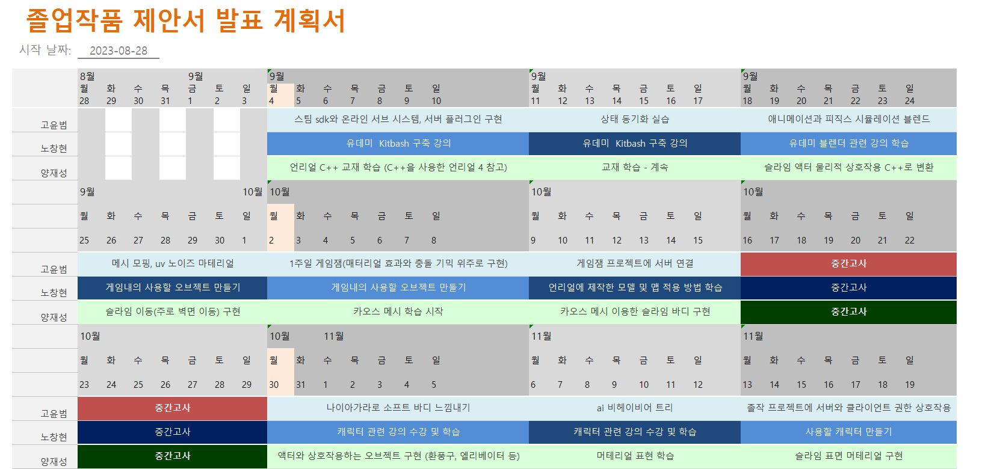 졸업작품 제안서 발표 계획서
시작 날짜: 2023-08-28
8월 9월 9월 9월 9월
월 화 수 목 금 토 일 월 화 수 목 금 토 일 월 화 수 목 금 토 일 월 화 수 목 금 토 일
28 29 30 31 1 2 3 4 5 6 7 8 9 10 11 12 13 14 15 16 17 18 19 20 21 22 23 24
고윤범 스팀 sdk와 온라인 서브 시스템, 서버 플러그인 구현 상태 동기화 실습 애니메이션과 피직스 시뮬레이션 블렌드
노창현 유데미 Kitbash 구축 강의 유데미 Kitbash 구축 강의 유데미 블렌더 관련 강의 학습
양재성 언리얼 C++ 교재 학습 (C++을 사용한 언리얼 4 참고) 교재 학습 - 계속 슬라임 액터 물리적 상호작용 C++로 변환
9월 10월 10월 10월 10월
월 화 수 목 금 토 일 월 화 수 목 금 토 일 월 화 수 목 금 토 일 월 화 수 목 금 토 일
25 26 27 28 29 30 1 2 3 4 5 6 7 8 9 10 11 12 13 14 15 16 17 18 19 20 21 22
고윤범 메시 모핑, uv 노이즈 마테리얼 1주일 게임잼(매터리얼 효과와 충돌 기믹 위주로 구현) 게임잼 프로젝트에 서버 연결 중간고사
노창현 게임내의 사용할 오브젝트 만들기 게임내의 사용할 오브젝트 만들기 언리얼에 제작한 모델 및 맵 적용 방법 학습 중간고사
양재성 슬라임 이동(주로 벽면 이동) 구현 카오스 메시 학습 시작 카오스 메시 이용한 슬라임 바디 구현 중간고사
10월 10월 11월 11월 11월
월 화 수 목 금 토 일 월 화 수 목 금 토 일 월 화 수 목 금 토 일 월 화 수 목 금 토 일
23 24 25 26 27 28 29 30 31 1 2 3 4 5 6 7 8 9 10 11 12 13 14 15 16 17 18 19
고윤범 중간고사 나이아가라로 소프트 바디 느낌내기 ai 비헤이비어 트리 졸작 프로젝트에 서버와 클라이언트 권한 상호작용
노창현 중간고사 캐릭터 관련 강의 수강 및 학습 캐릭터 관련 강의 수강 및 학습 사용할 캐릭터 만들기
양재성 중간고사 액터와 상호작용하는 오브젝트 구현 (환풍구, 엘리베이터 등) 머테리얼 표현 학습 슬라임 표면 머테리얼 구현